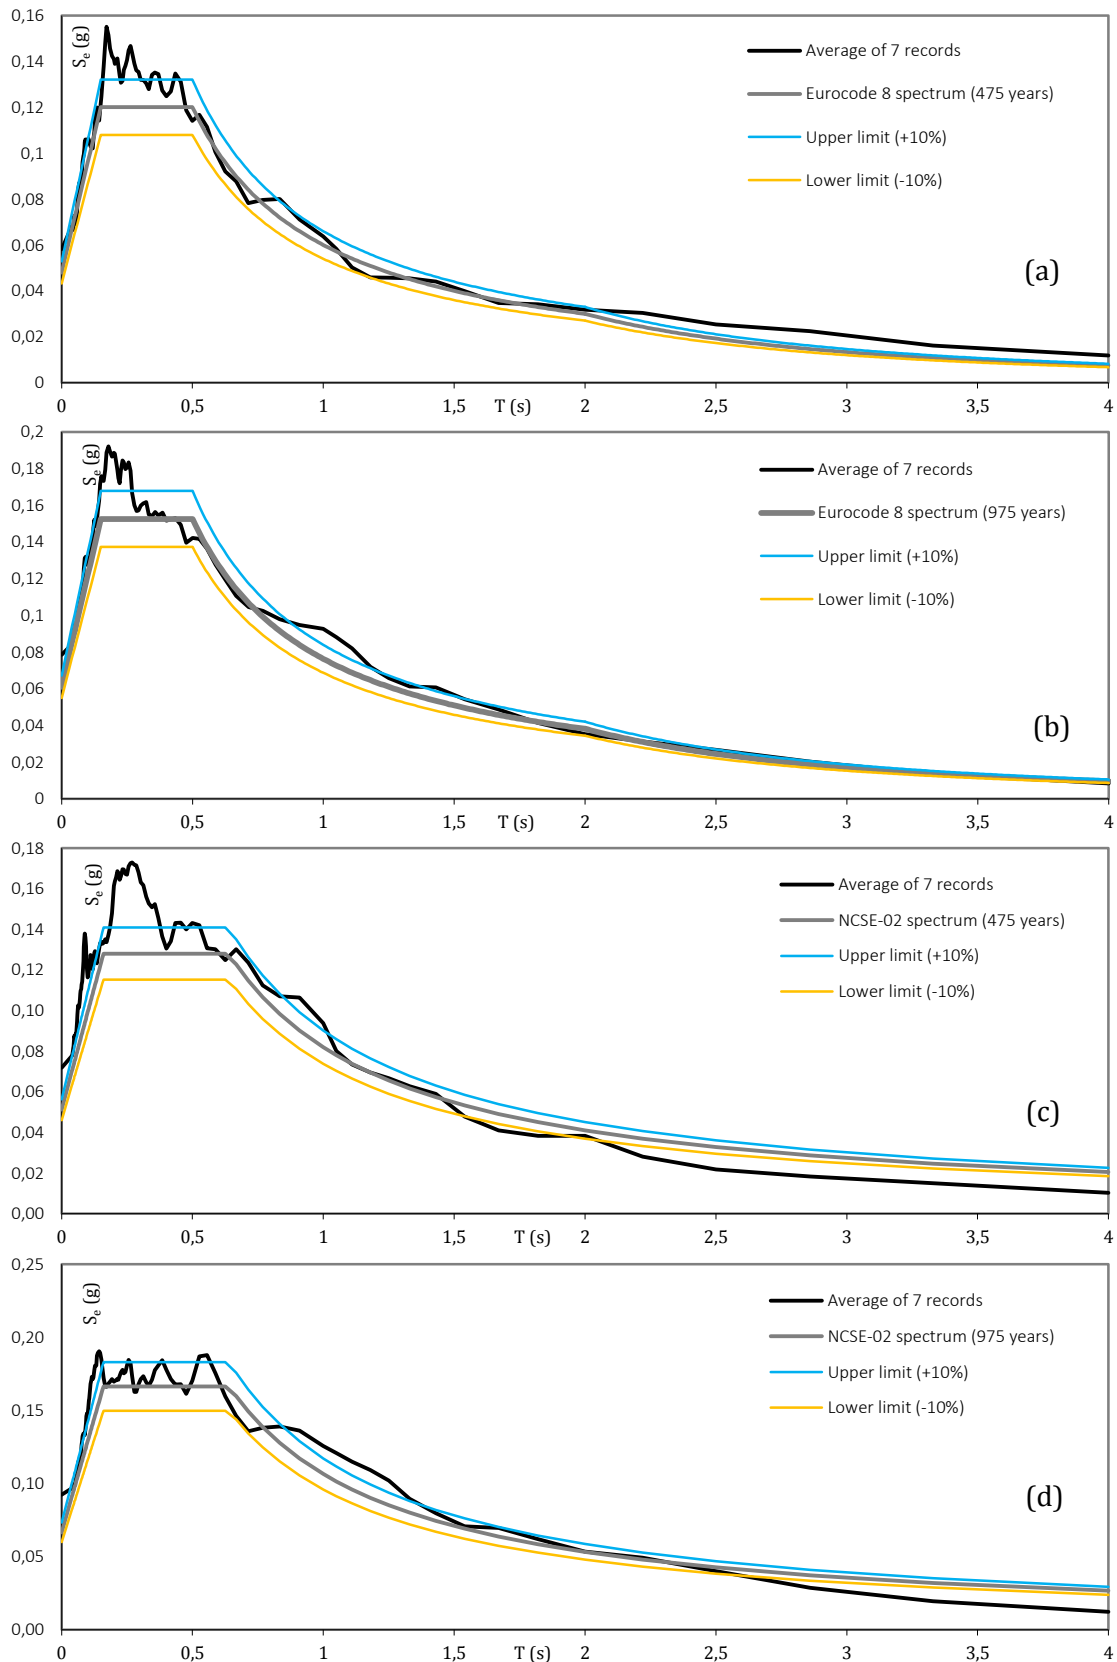 0,16
S_e (g)
Average of 7 records
0,14
Eurocode 8 spectrum (475 years)
0,12
Upper limit (+10%)
0,1
Lower limit (-10%)
0,08
0,06
(a)
0,04
0,02
0
0 0,5 1 1,5 T (s) 2 2,5 3 3,5 4
0,2
S_e (g)
Average of 7 records
0,18
0,16
Eurocode 8 spectrum (975 years)
0,14
Upper limit (+10%)
0,12
Lower limit (-10%)
0,1
0,08
0,06
(b)
0,04
0,02
0
0 0,5 1 1,5 T (s) 2 2,5 3 3,5 4
0,18
S_e (g)
Average of 7 records
0,16
NCSE-02 spectrum (475 years)
0,14
Upper limit (+10%)
0,12
Lower limit (-10%)
0,10
0,08
0,06
(c)
0,04
0,02
0,00
0 0,5 1 1,5 T (s) 2 2,5 3 3,5 4
0,25
S_e (g)
Average of 7 records
NCSE-02 spectrum (975 years)
0,20
Upper limit (+10%)
Lower limit (-10%)
0,15
0,10
(d)
0,05
0,00
0 0,5 1 1,5 T (s) 2 2,5 3 3,5 4